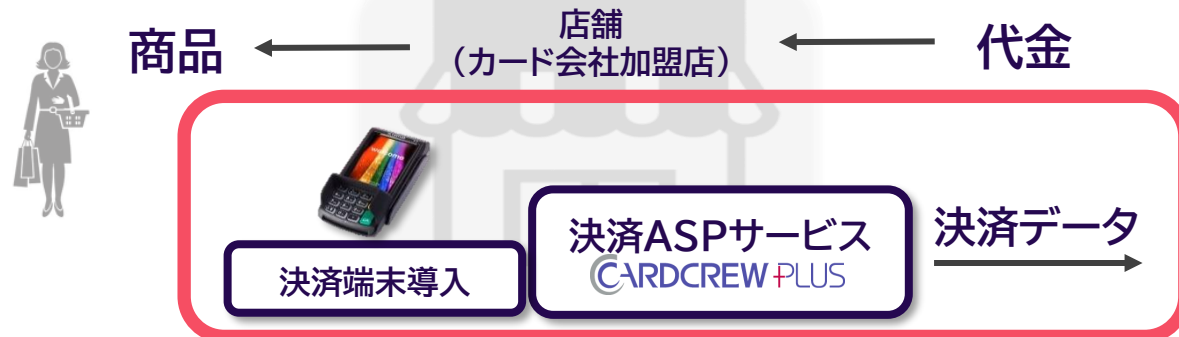 商品
店舗
（カード会社加盟店）
代金
welcome
決済端末導入
決済ASPサービス
CARDCREW PLUS
決済データ